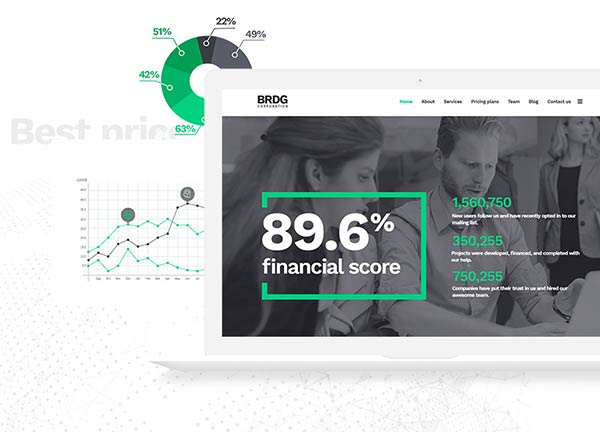 22%
51%
49%
42%
63%
Best price
BRDG
CORPORATION
Home About Services Pricing plans Team Blog Contact us
89.6%
financial score
1,560,750
New users follow us and have recently opted in to our
mailing list.
350,255
Projects were developed, financed, and completed with
our help.
750,255
Companies have put their trust in us and hired our
awesome team.